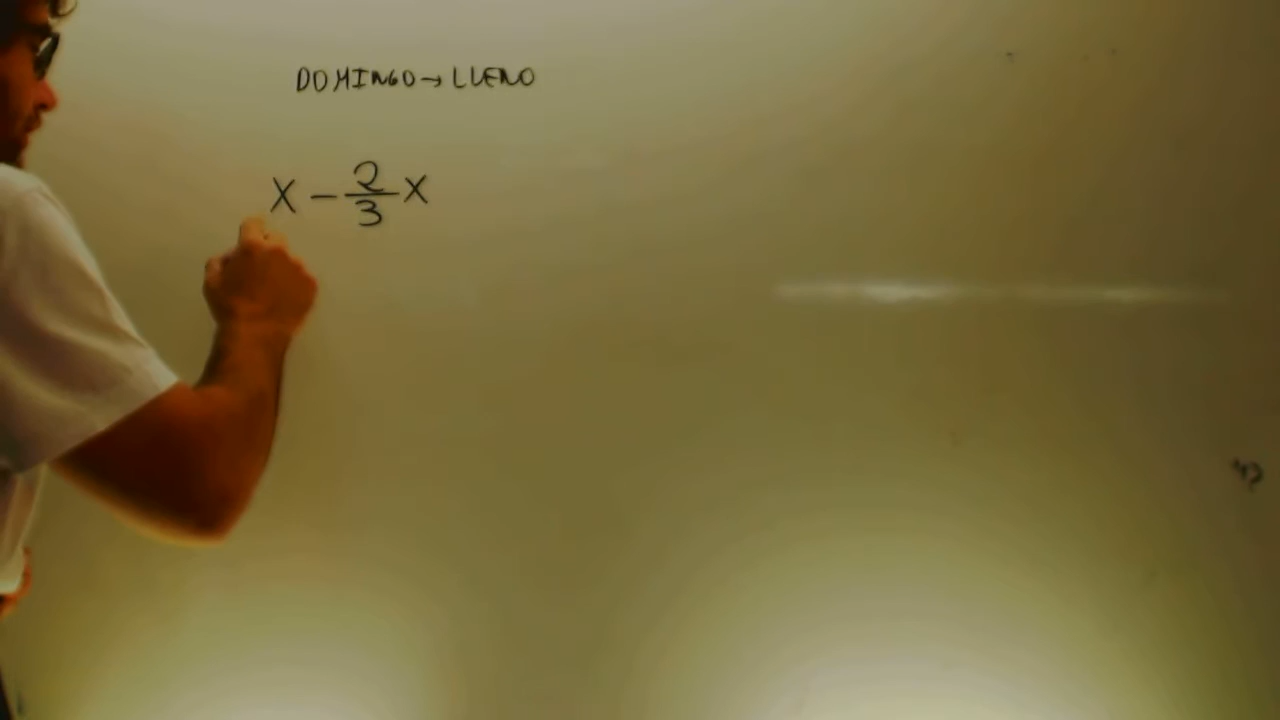 DOMINGO → LLENO
X - 2/3 X